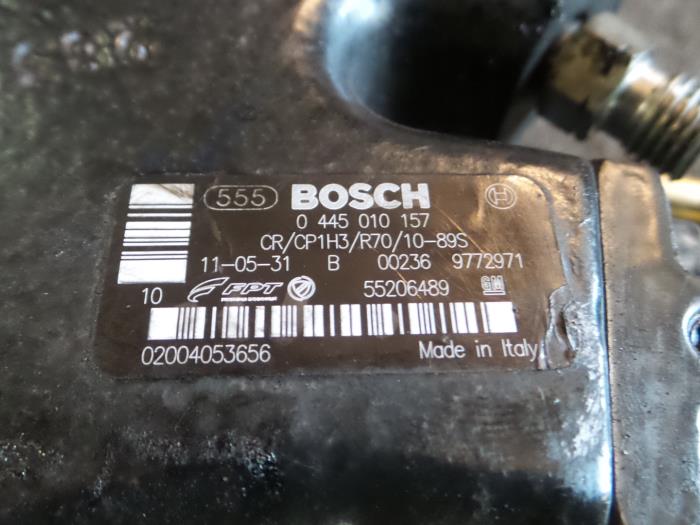 555 BOSCH
0 445 010 157
CR/CP1H3/R70/10-89S
11-05-31 B 00236 9772971
10 FPT 55206489 GM
02004053656 Made in Italy